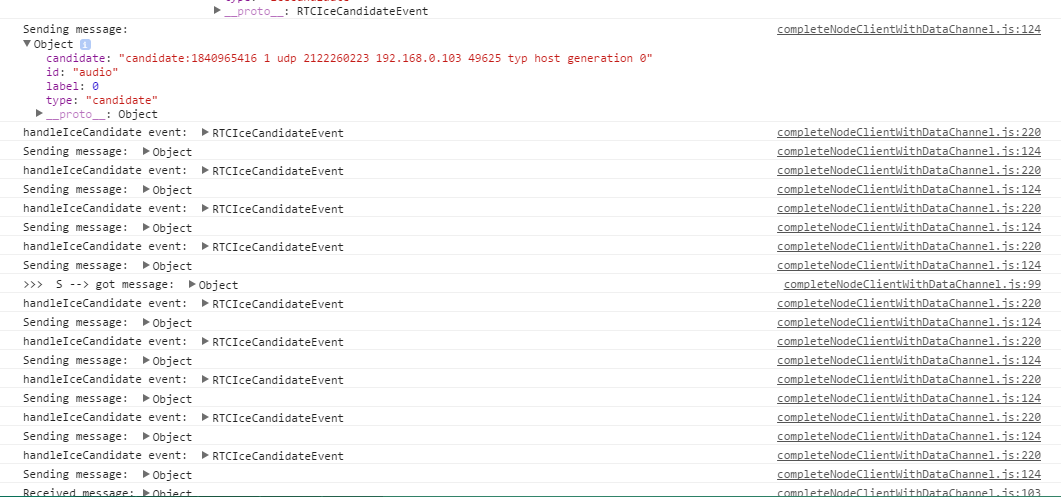 __proto__: RTCIceCandidateEvent
Sending message: completeNodeClientWithDataChannel.js:124
Object i
candidate: "candidate:1840965416 1 udp 2122260223 192.168.0.103 49625 typ host generation 0"
id: "audio"
label: 0
type: "candidate"
__proto__: Object
handleIceCandidate event: RTCIceCandidateEvent completeNodeClientWithDataChannel.js:220
Sending message: Object completeNodeClientWithDataChannel.js:124
handleIceCandidate event: RTCIceCandidateEvent completeNodeClientWithDataChannel.js:220
Sending message: Object completeNodeClientWithDataChannel.js:124
handleIceCandidate event: RTCIceCandidateEvent completeNodeClientWithDataChannel.js:220
Sending message: Object completeNodeClientWithDataChannel.js:124
handleIceCandidate event: RTCIceCandidateEvent completeNodeClientWithDataChannel.js:220
Sending message: Object completeNodeClientWithDataChannel.js:124
>>> S --> got message: Object completeNodeClientWithDataChannel.js:99
handleIceCandidate event: RTCIceCandidateEvent completeNodeClientWithDataChannel.js:220
Sending message: Object completeNodeClientWithDataChannel.js:124
handleIceCandidate event: RTCIceCandidateEvent completeNodeClientWithDataChannel.js:220
Sending message: Object completeNodeClientWithDataChannel.js:124
handleIceCandidate event: RTCIceCandidateEvent completeNodeClientWithDataChannel.js:220
Sending message: Object completeNodeClientWithDataChannel.js:124
handleIceCandidate event: RTCIceCandidateEvent completeNodeClientWithDataChannel.js:220
Sending message: Object completeNodeClientWithDataChannel.js:124
handleIceCandidate event: RTCIceCandidateEvent completeNodeClientWithDataChannel.js:220
Sending message: Object completeNodeClientWithDataChannel.js:124
Received message: Object completeNodeClientWithDataChannel.js:103